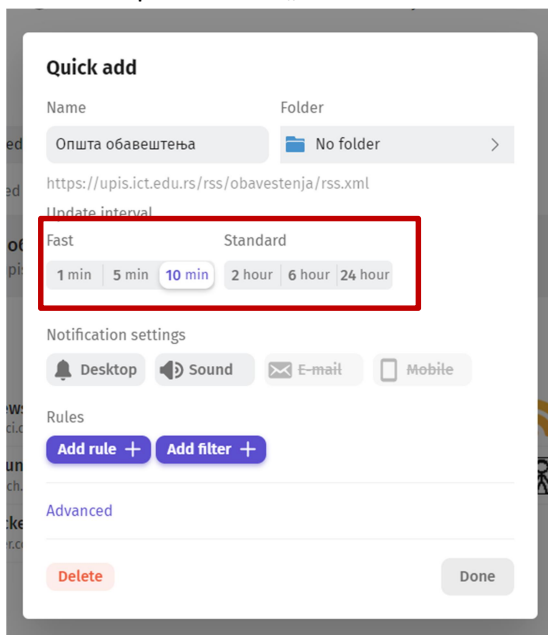 Quick add
Name Folder
Општа обавештења No folder
https://upis.ict.edu.rs/rss/obavestenja/rss.xml
Update interval
Fast Standard
1 min 5 min 10 min 2 hour 6 hour 24 hour
Notification settings
Desktop Sound E-mail Mobile
Rules
Add rule + Add filter +
Advanced
Delete Done